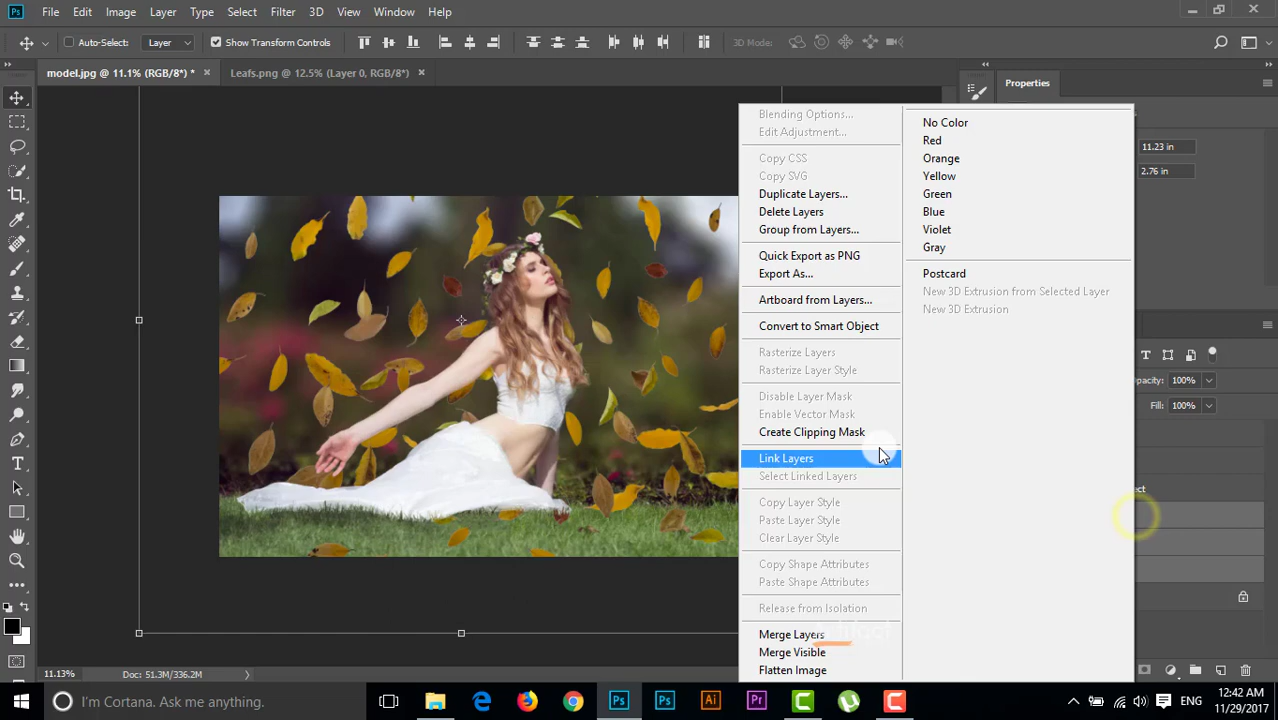 Ps File Edit Image Layer Type Select Filter 3D View Window Help
Auto-Select: Layer Show Transform Controls 3D Mode:
model.jpg @ 11.1% (RGB/8*) * × Leafs.png @ 12.5% (Layer 0, RGB/8*) ×
Properties
11.23 in
2.76 in
Blending Options...
Edit Adjustment...
Copy CSS
Copy SVG
Duplicate Layers...
Delete Layers
Group from Layers...
Quick Export as PNG
Export As...
Artboard from Layers...
Convert to Smart Object
Rasterize Layers
Rasterize Layer Style
Disable Layer Mask
Enable Vector Mask
Create Clipping Mask
Link Layers
Select Linked Layers
Copy Layer Style
Paste Layer Style
Clear Layer Style
Copy Shape Attributes
Paste Shape Attributes
Release from Isolation
Merge Layers
Merge Visible
Flatten Image
No Color
Red
Orange
Yellow
Green
Blue
Violet
Gray
Postcard
New 3D Extrusion from Selected Layer
New 3D Extrusion
Opacity: 100%
Fill: 100%
11.13% Doc: 51.3M/336.2M
I'm Cortana. Ask me anything.
Ps Ps Ai Pr
ENG
12:42 AM
11/29/2017